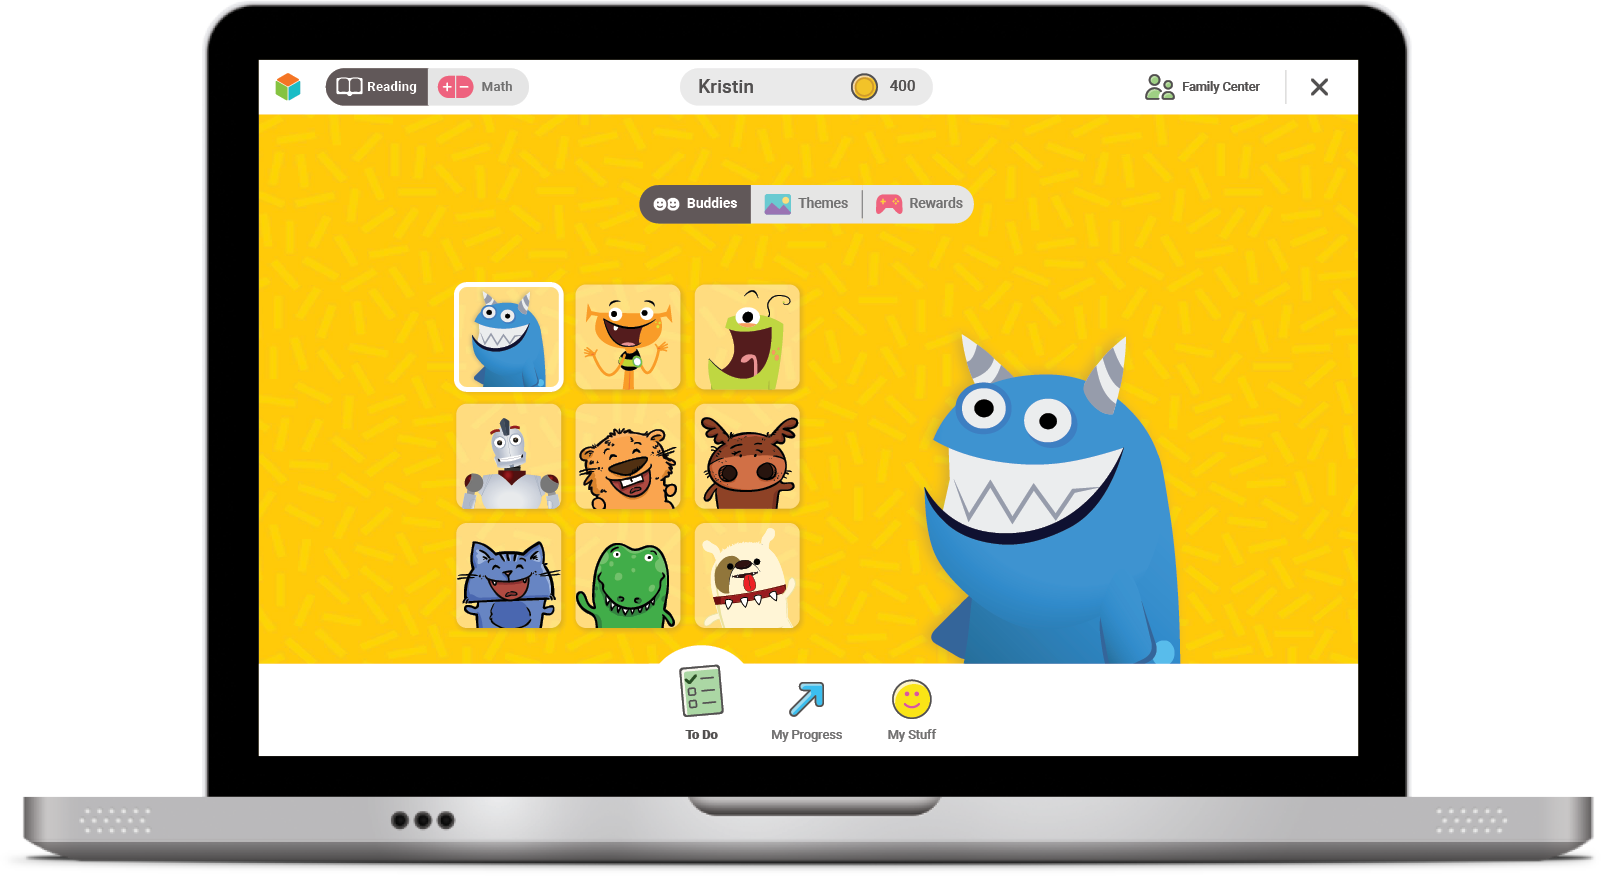 Reading
Math
Kristin
400
Family Center
Buddies
Themes
Rewards
To Do
My Progress
My Stuff